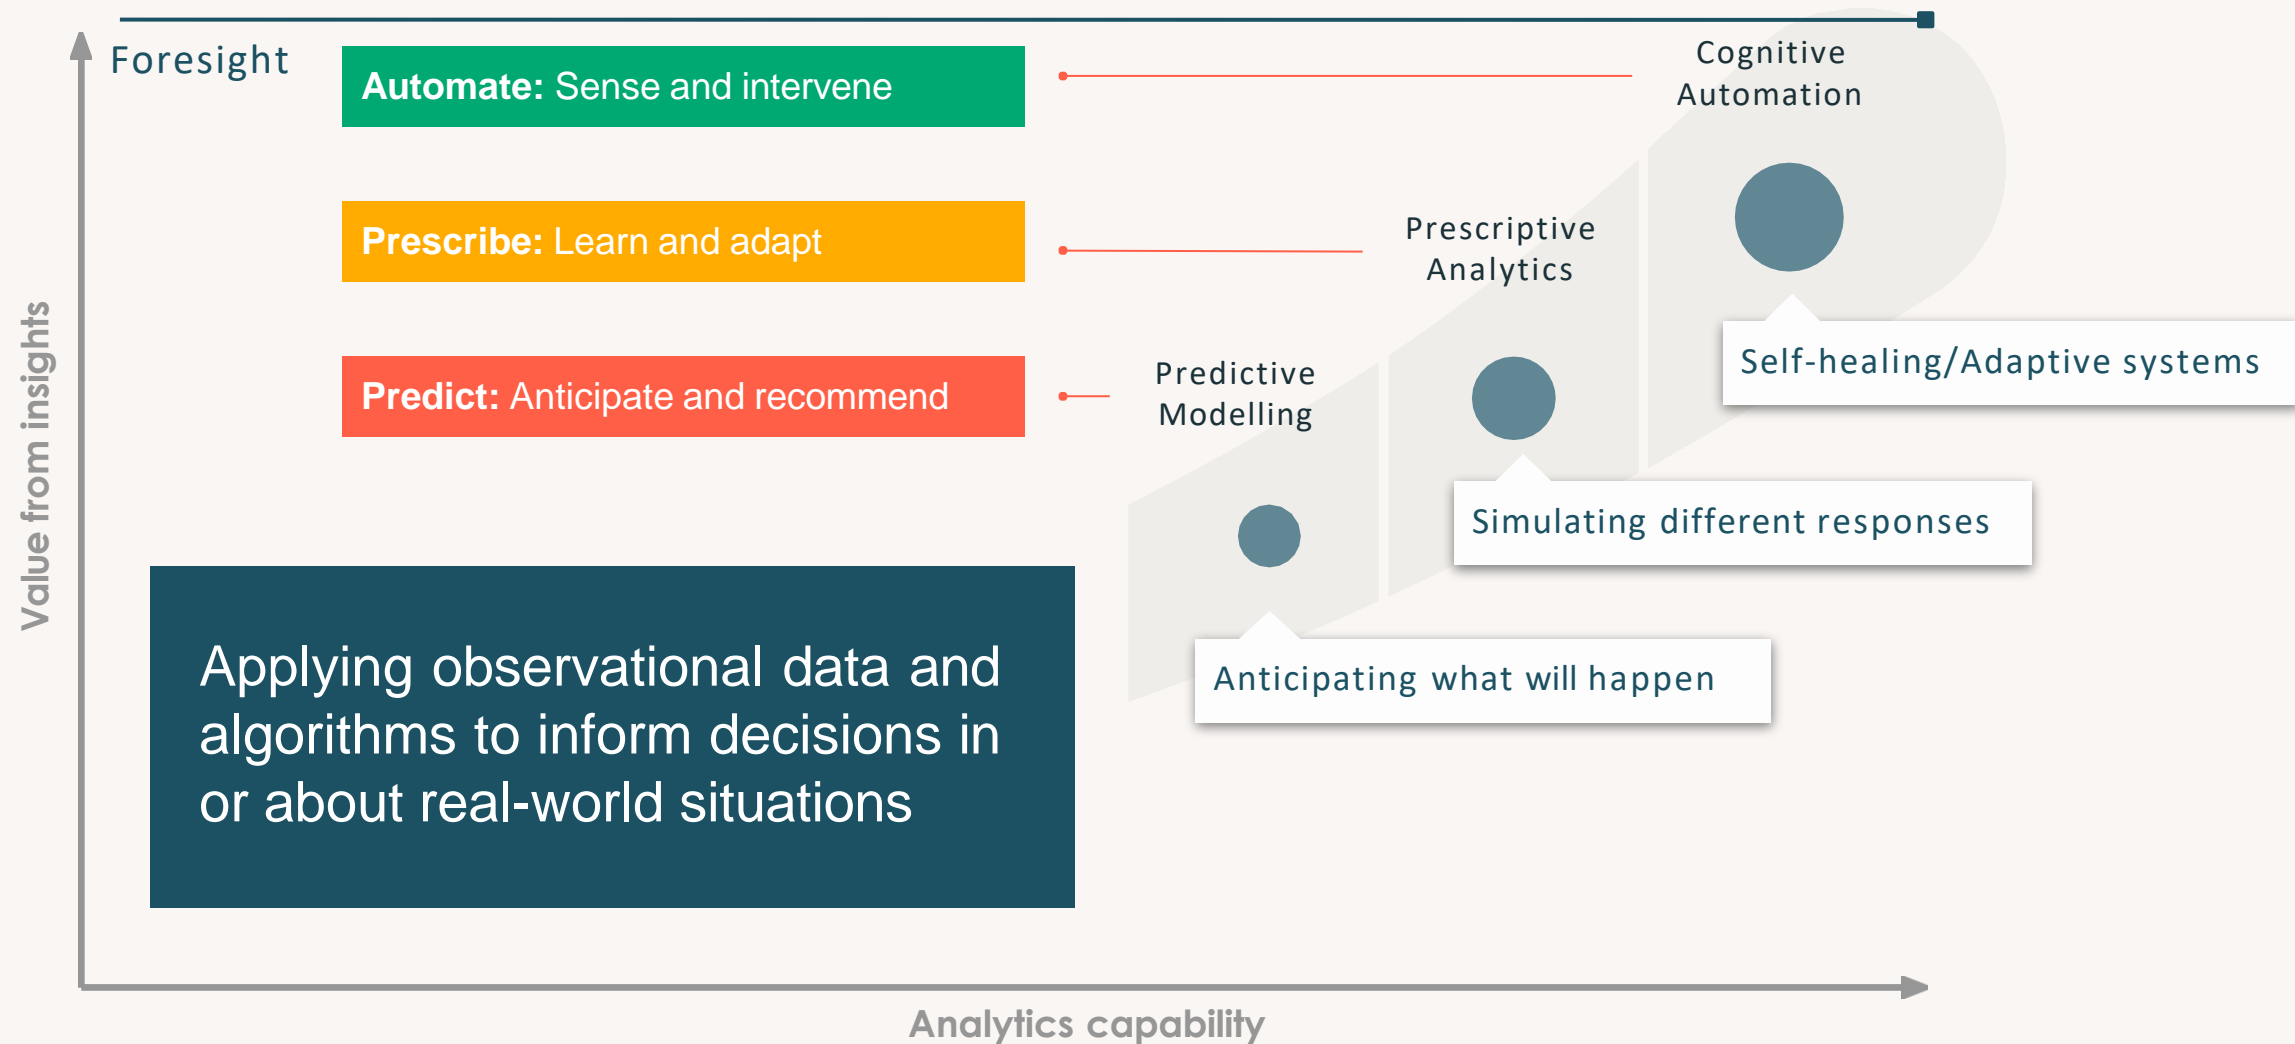 Foresight
Automate: Sense and intervene
Cognitive
Automation
Prescribe: Learn and adapt
Prescriptive
Analytics
Self-healing/Adaptive systems
Predict: Anticipate and recommend
Predictive
Modelling
Simulating different responses
Anticipating what will happen
Value from insights
Applying observational data and
algorithms to inform decisions in
or about real-world situations
Analytics capability